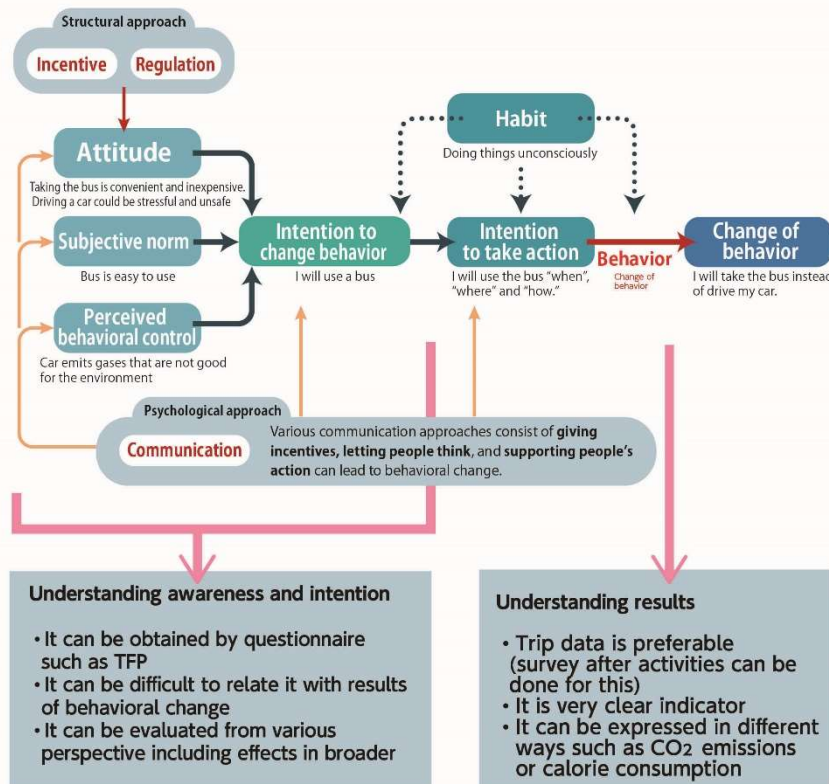 Structural approach
Incentive
Regulation
Attitude
Taking the bus is convenient and inexpensive.
Driving a car could be stressful and unsafe
Subjective norm
Bus is easy to use
Perceived
behavioral control
Car emits gases that are not good
for the environment
Intention to
change behavior
I will use a bus
Habit
Doing things unconsciously
Intention
to take action
I will use the bus "when",
"where" and "how."
Behavior
Change of
behavior
Change of
behavior
I will take the bus instead
of drive my car.
Psychological approach
Communication
Various communication approaches consist of giving
incentives, letting people think, and supporting people's
action can lead to behavioral change.
Understanding awareness and intention
• It can be obtained by questionnaire
such as TFP
• It can be difficult to relate it with results
of behavioral change
• It can be evaluated from various
perspective including effects in broader
Understanding results
• Trip data is preferable
(survey after activities can be
done for this)
• It is very clear indicator
• It can be expressed in different
ways such as CO2 emissions
or calorie consumption